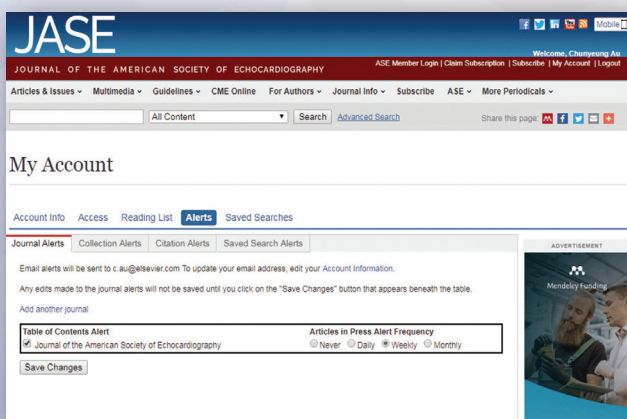 Mobile
JASE
Welcome, Chunyeung Au
JOURNAL OF THE AMERICAN SOCIETY OF ECHOCARDIOGRAPHY
ASE Member Login | Claim Subscription | Subscribe | My Account | Logout
Articles & Issues Multimedia Guidelines CME Online For Authors Journal Info Subscribe ASE More Periodicals
All Content Search Advanced Search Share this page:
My Account
Account Info Access Reading List Alerts Saved Searches
Journal Alerts Collection Alerts Citation Alerts Saved Search Alerts
ADVERTISEMENT
Email alerts will be sent to c.au@elsevier.com To update your email address, edit your Account Information.
Any edits made to the journal alerts will not be saved until you click on the "Save Changes" button that appears beneath the table.
Mendeley Funding
Add another journal
Table of Contents Alert Articles in Press Alert Frequency
Journal of the American Society of Echocardiography Never Daily Weekly Monthly
Save Changes